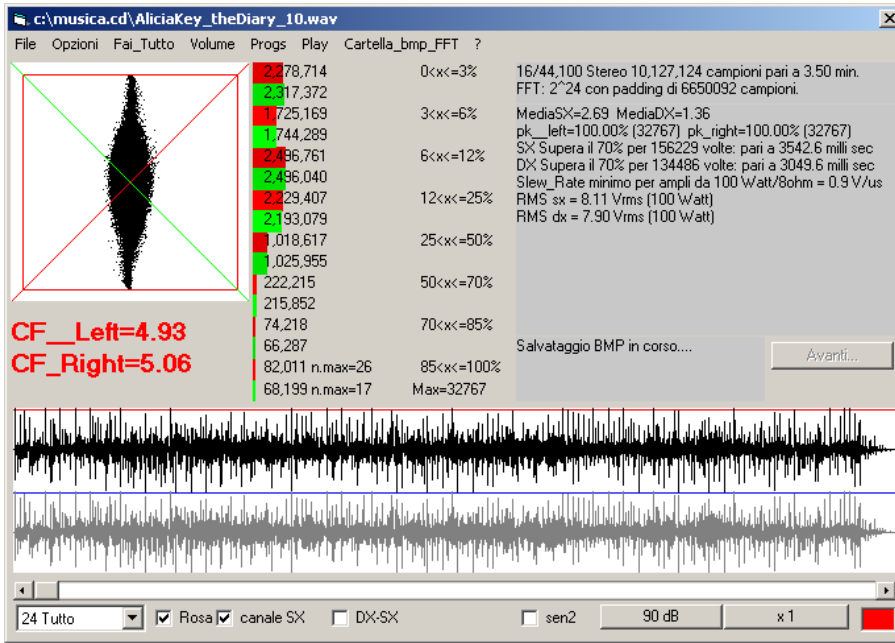 c:\musica.cd\AliciaKey_theDiary_10.wav
File Opzioni Fai_Tutto Volume Progs Play Cartella_bmp_FFT ?
2,278,714 0<x<=3%
2,317,372
1,725,169 3<x<=6%
1,744,289
2,496,761 6<x<=12%
2,496,040
2,229,407 12<x<=25%
2,193,079
1,018,617 25<x<=50%
1,025,955
222,215 50<x<=70%
215,852
74,218 70<x<=85%
66,287
82,011 n.max=26 85<x<=100%
68,199 n.max=17 Max=32767
16/44,100 Stereo 10,127,124 campioni pari a 3.50 min.
FFT: 2^24 con padding di 6650092 campioni.
MediaSX=2.69 MediaDX=1.36
pk__left=100.00% (32767) pk_right=100.00% (32767)
SX Supera il 70% per 156229 volte: pari a 3542.6 milli sec
DX Supera il 70% per 134486 volte: pari a 3049.6 milli sec
Slew_Rate minimo per ampli da 100 Watt/8ohm = 0.9 V/us
RMS sx = 8.11 Vrms (100 Watt)
RMS dx = 7.90 Vrms (100 Watt)
CF__Left=4.93
CF_Right=5.06
Salvataggio BMP in corso....
Avanti...
24 Tutto Rosa canale SX DX-SX sen2 90 dB x 1